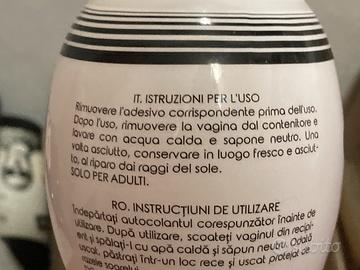 IT. ISTRUZIONI PER L'USO
Rimuovere l'adesivo corrispondente prima dell'uso.
Dopo l'uso, rimuovere la vagina dal contenitore e
lavare con acqua calda e sapone neutro. Una
volta asciutto, conservare in luogo fresco e asciut-
to, al riparo dai raggi del sole.
SOLO PER ADULTI.
RO. INSTRUCȚIUNI DE UTILIZARE
Îndepărtați autocolantul corespunzător înainte de
utilizare. După utilizare, scoateți vaginul din recipi-
ent și spălați-l cu apă caldă și săpun neutru. Odată
uscat, păstrați într-un loc rece și uscat protejat de
razele soarelui